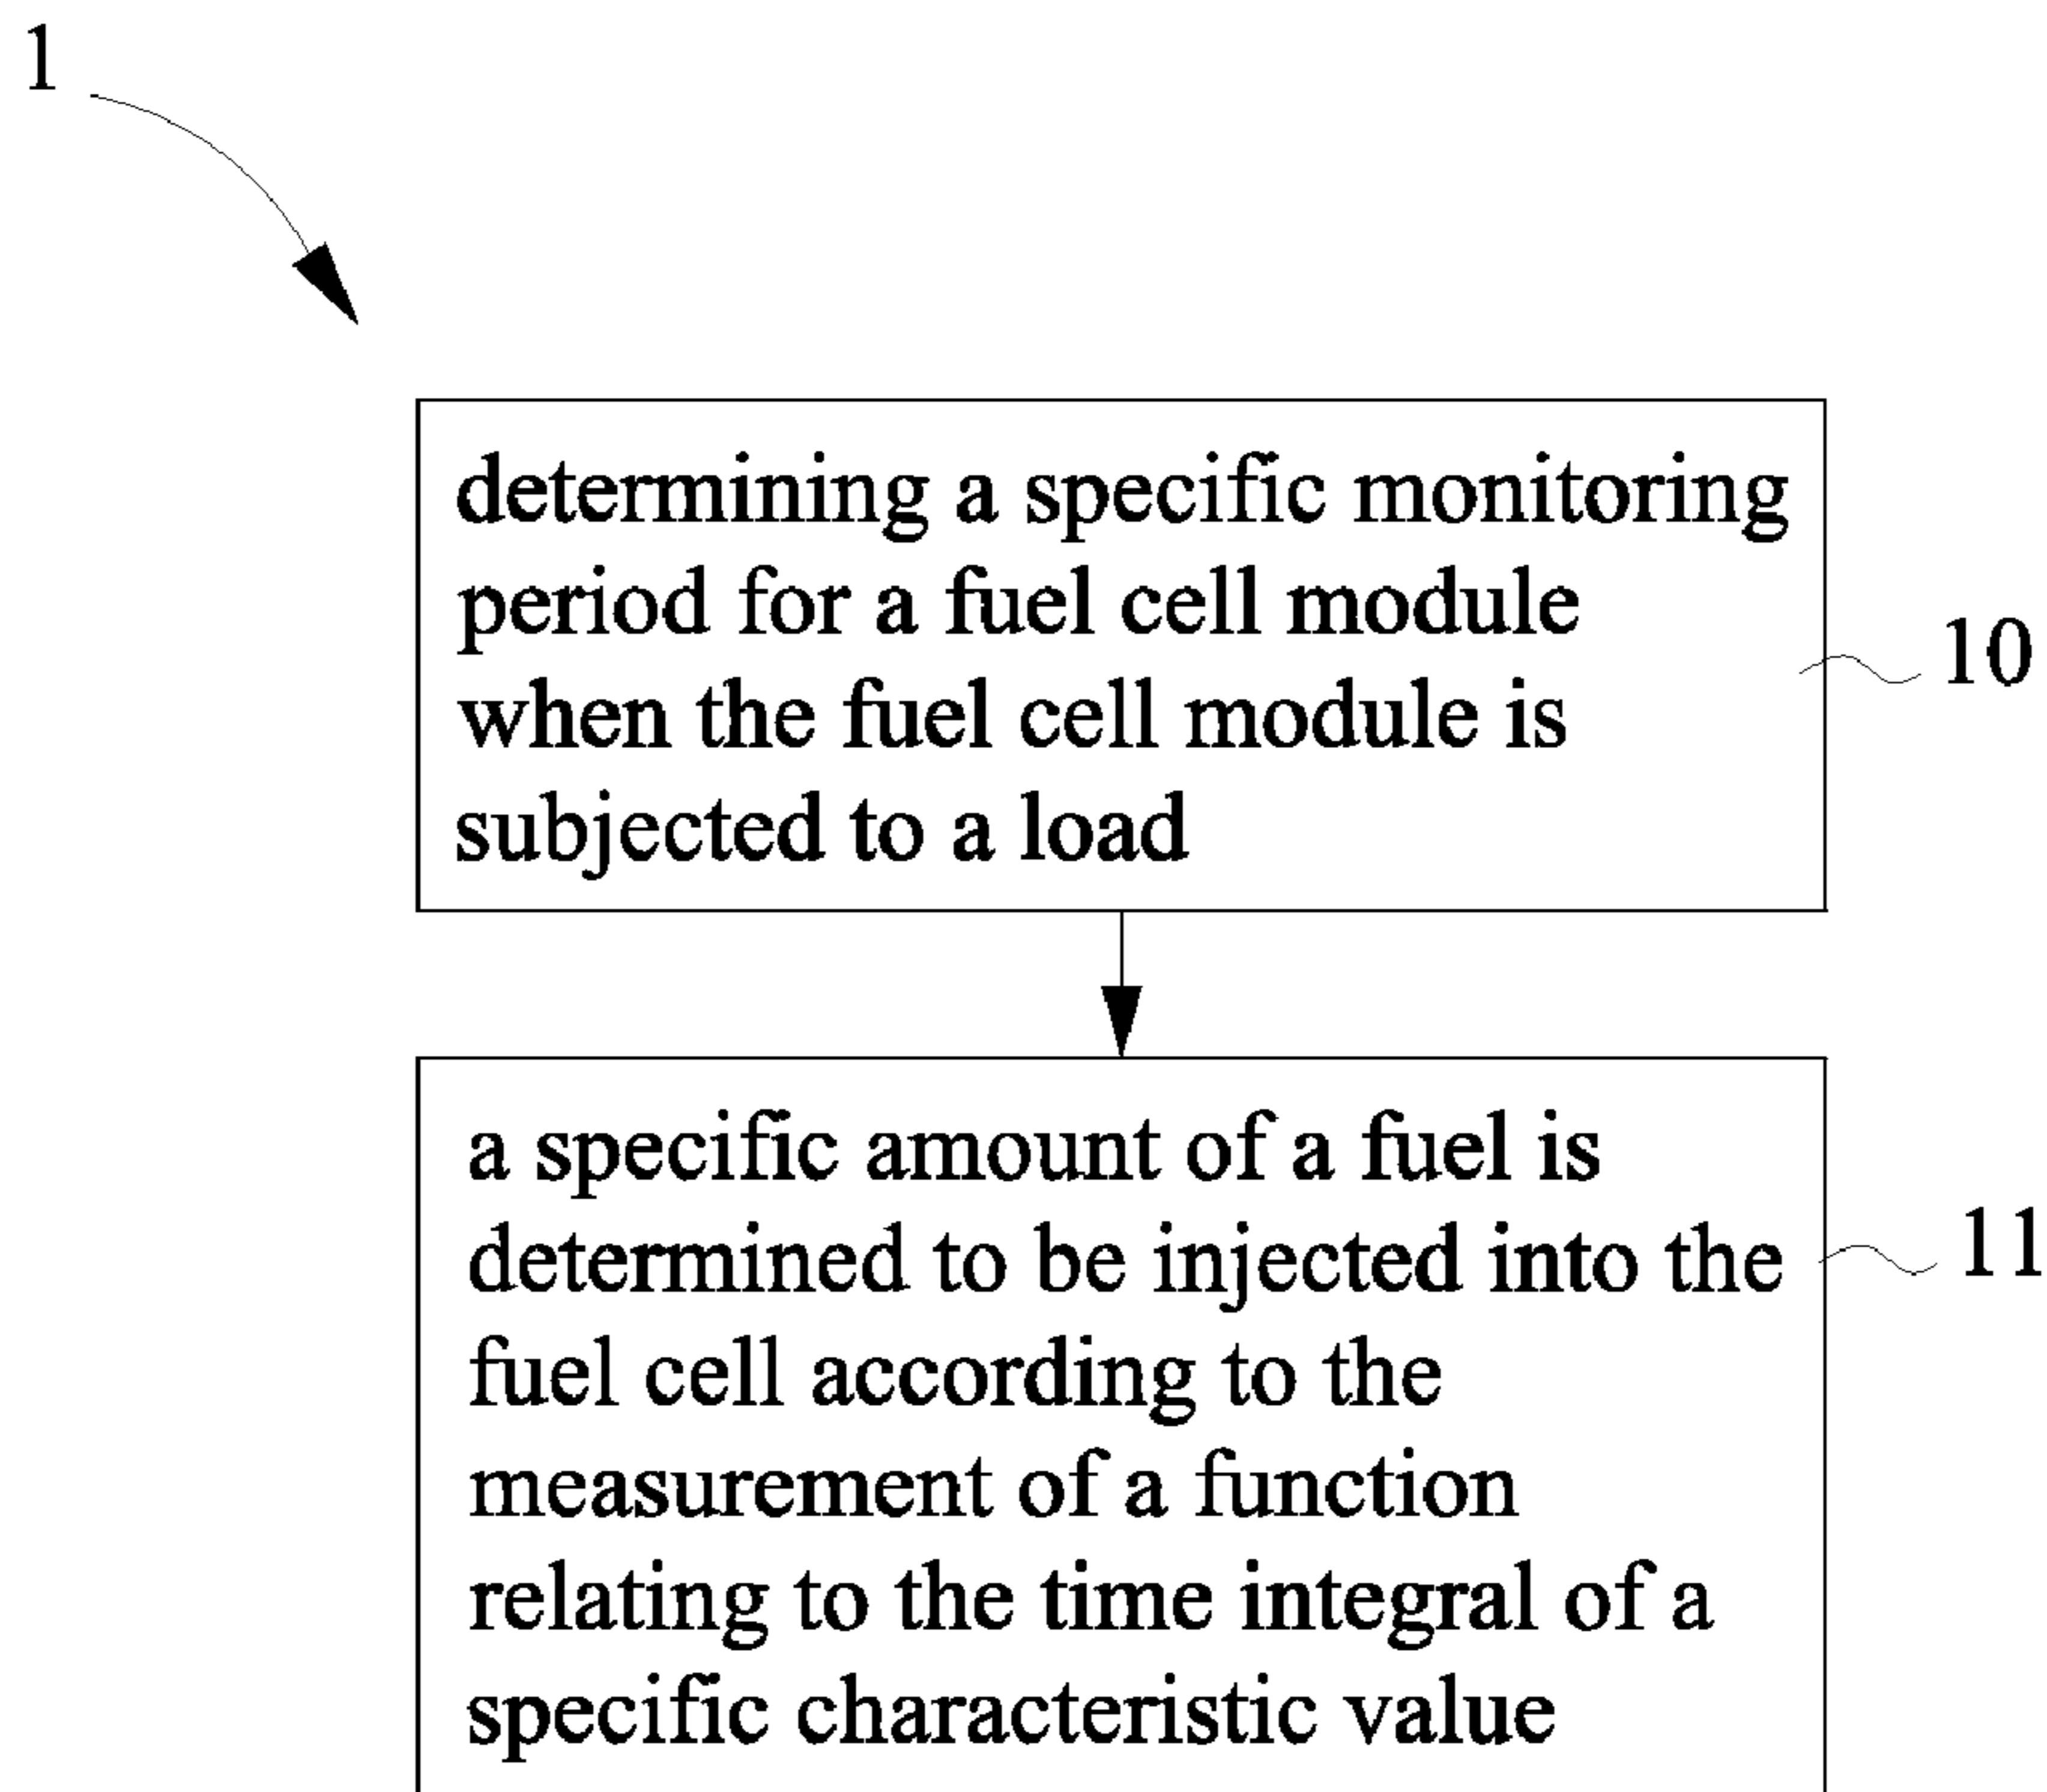 1
determining a specific monitoring
period for a fuel cell module
when the fuel cell module is
subjected to a load
10
a specific amount of a fuel is
determined to be injected into the
fuel cell according to the
measurement of a function
relating to the time integral of a
specific characteristic value
11